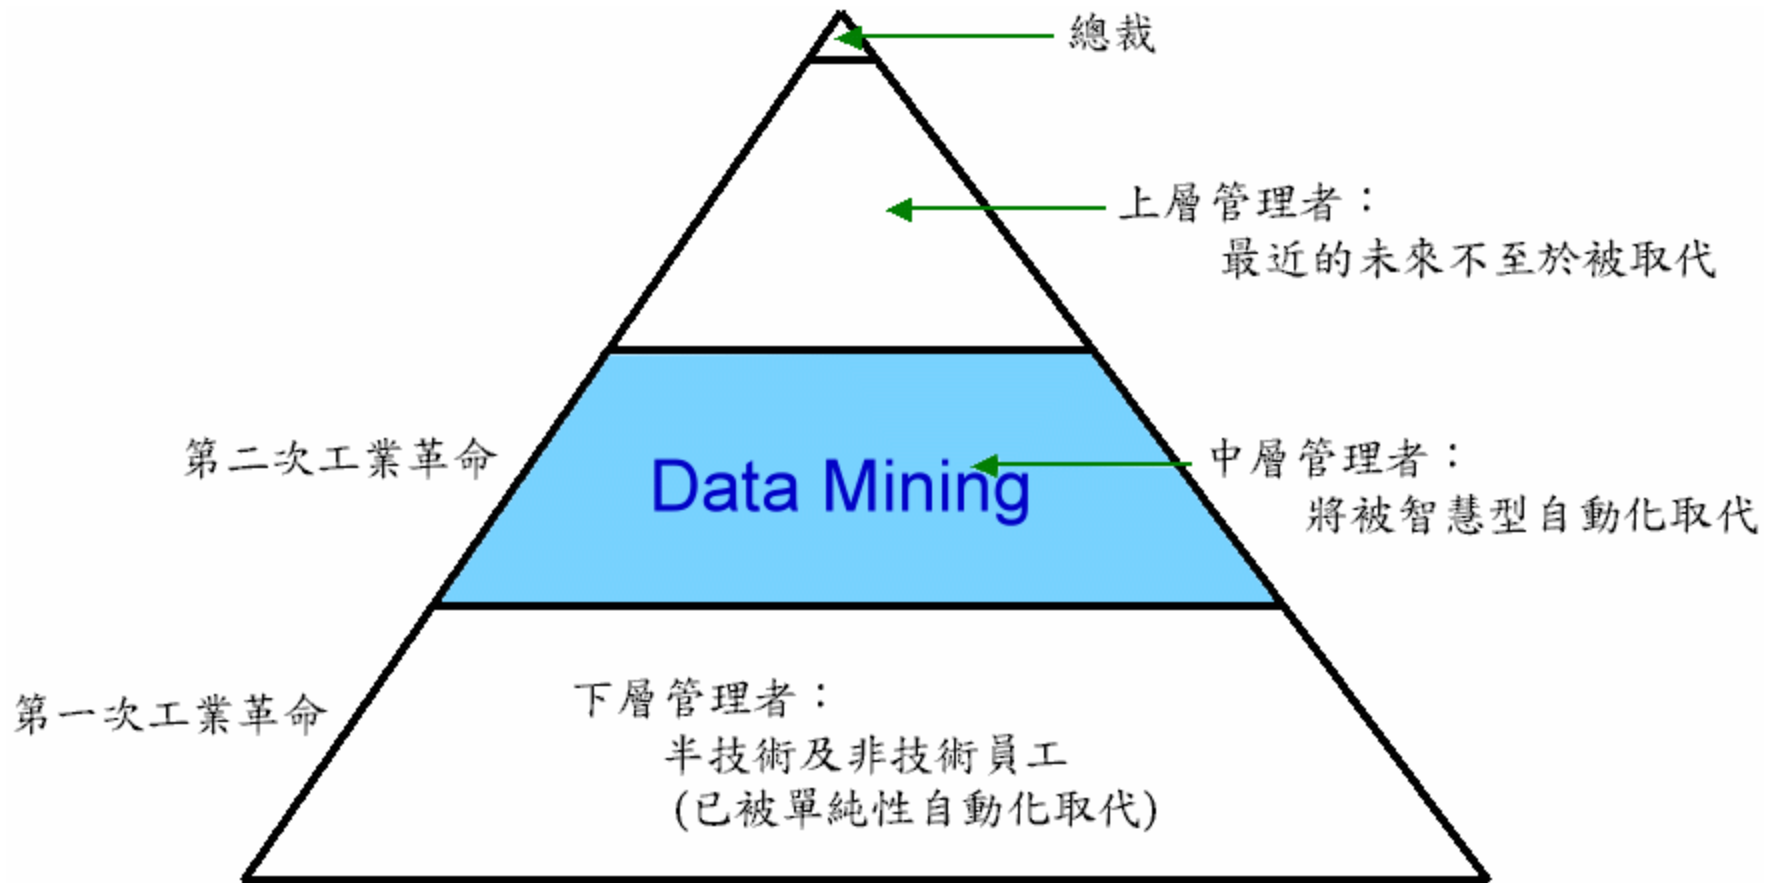 總裁
上層管理者：
最近的未來不至於被取代
第二次工業革命
Data Mining
中層管理者：
將被智慧型自動化取代
第一次工業革命
下層管理者：
半技術及非技術員工
(已被單純性自動化取代)